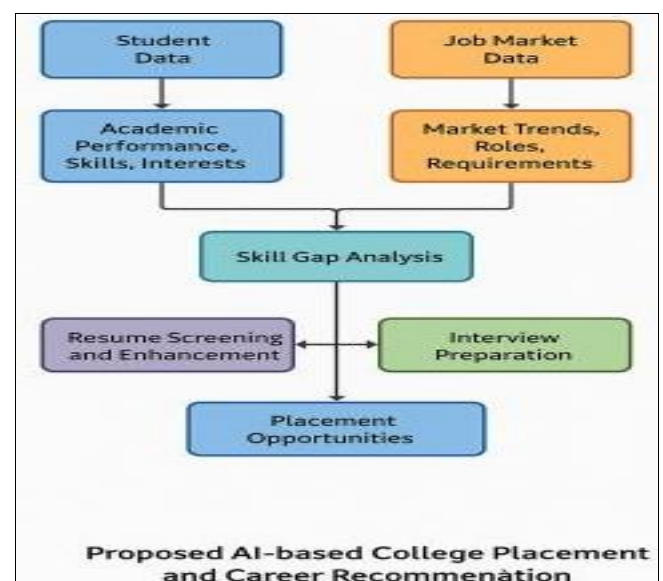 Student
Data
Job Market
Data
Academic
Performance,
Skills, Interests
Market Trends,
Roles,
Requirements
Skill Gap Analysis
Resume Screening
and Enhancement
Interview
Preparation
Placement
Opportunities
Proposed AI-based College Placement
and Career Recommenàtion